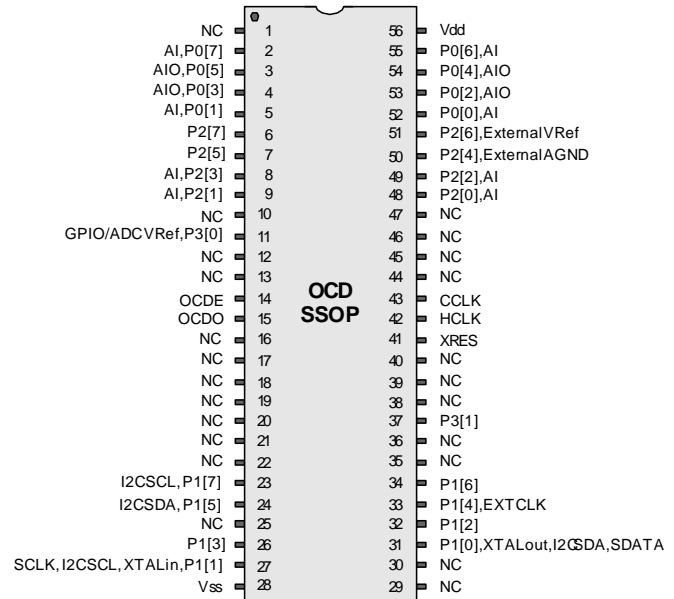 NC 1 56 Vdd
AI,P0[7] 2 55 P0[6],AI
AIO,P0[5] 3 54 P0[4],AIO
AIO,P0[3] 4 53 P0[2],AIO
AI,P0[1] 5 52 P0[0],AI
P2[7] 6 51 P2[6],ExternalVRef
P2[5] 7 50 P2[4],ExternalAGND
AI,P2[3] 8 49 P2[2],AI
AI,P2[1] 9 48 P2[0],AI
NC 10 47 NC
GPIO/ADCVRef,P3[0] 11 46 NC
NC 12 45 NC
NC 13 44 NC
OCD
SSOP
OCDE 14 43 CCLK
OCDO 15 42 HCLK
NC 16 41 XRES
NC 17 40 NC
NC 18 39 NC
NC 19 38 NC
NC 20 37 P3[1]
NC 21 36 NC
NC 22 35 NC
I2CSCL,P1[7] 23 34 P1[6]
I2CSDA,P1[5] 24 33 P1[4],EXTCLK
NC 25 32 P1[2]
P1[3] 26 31 P1[0],XTALout,I2CSDA,SDATA
SCLK,I2CSCL,XTALin,P1[1] 27 30 NC
Vss 28 29 NC